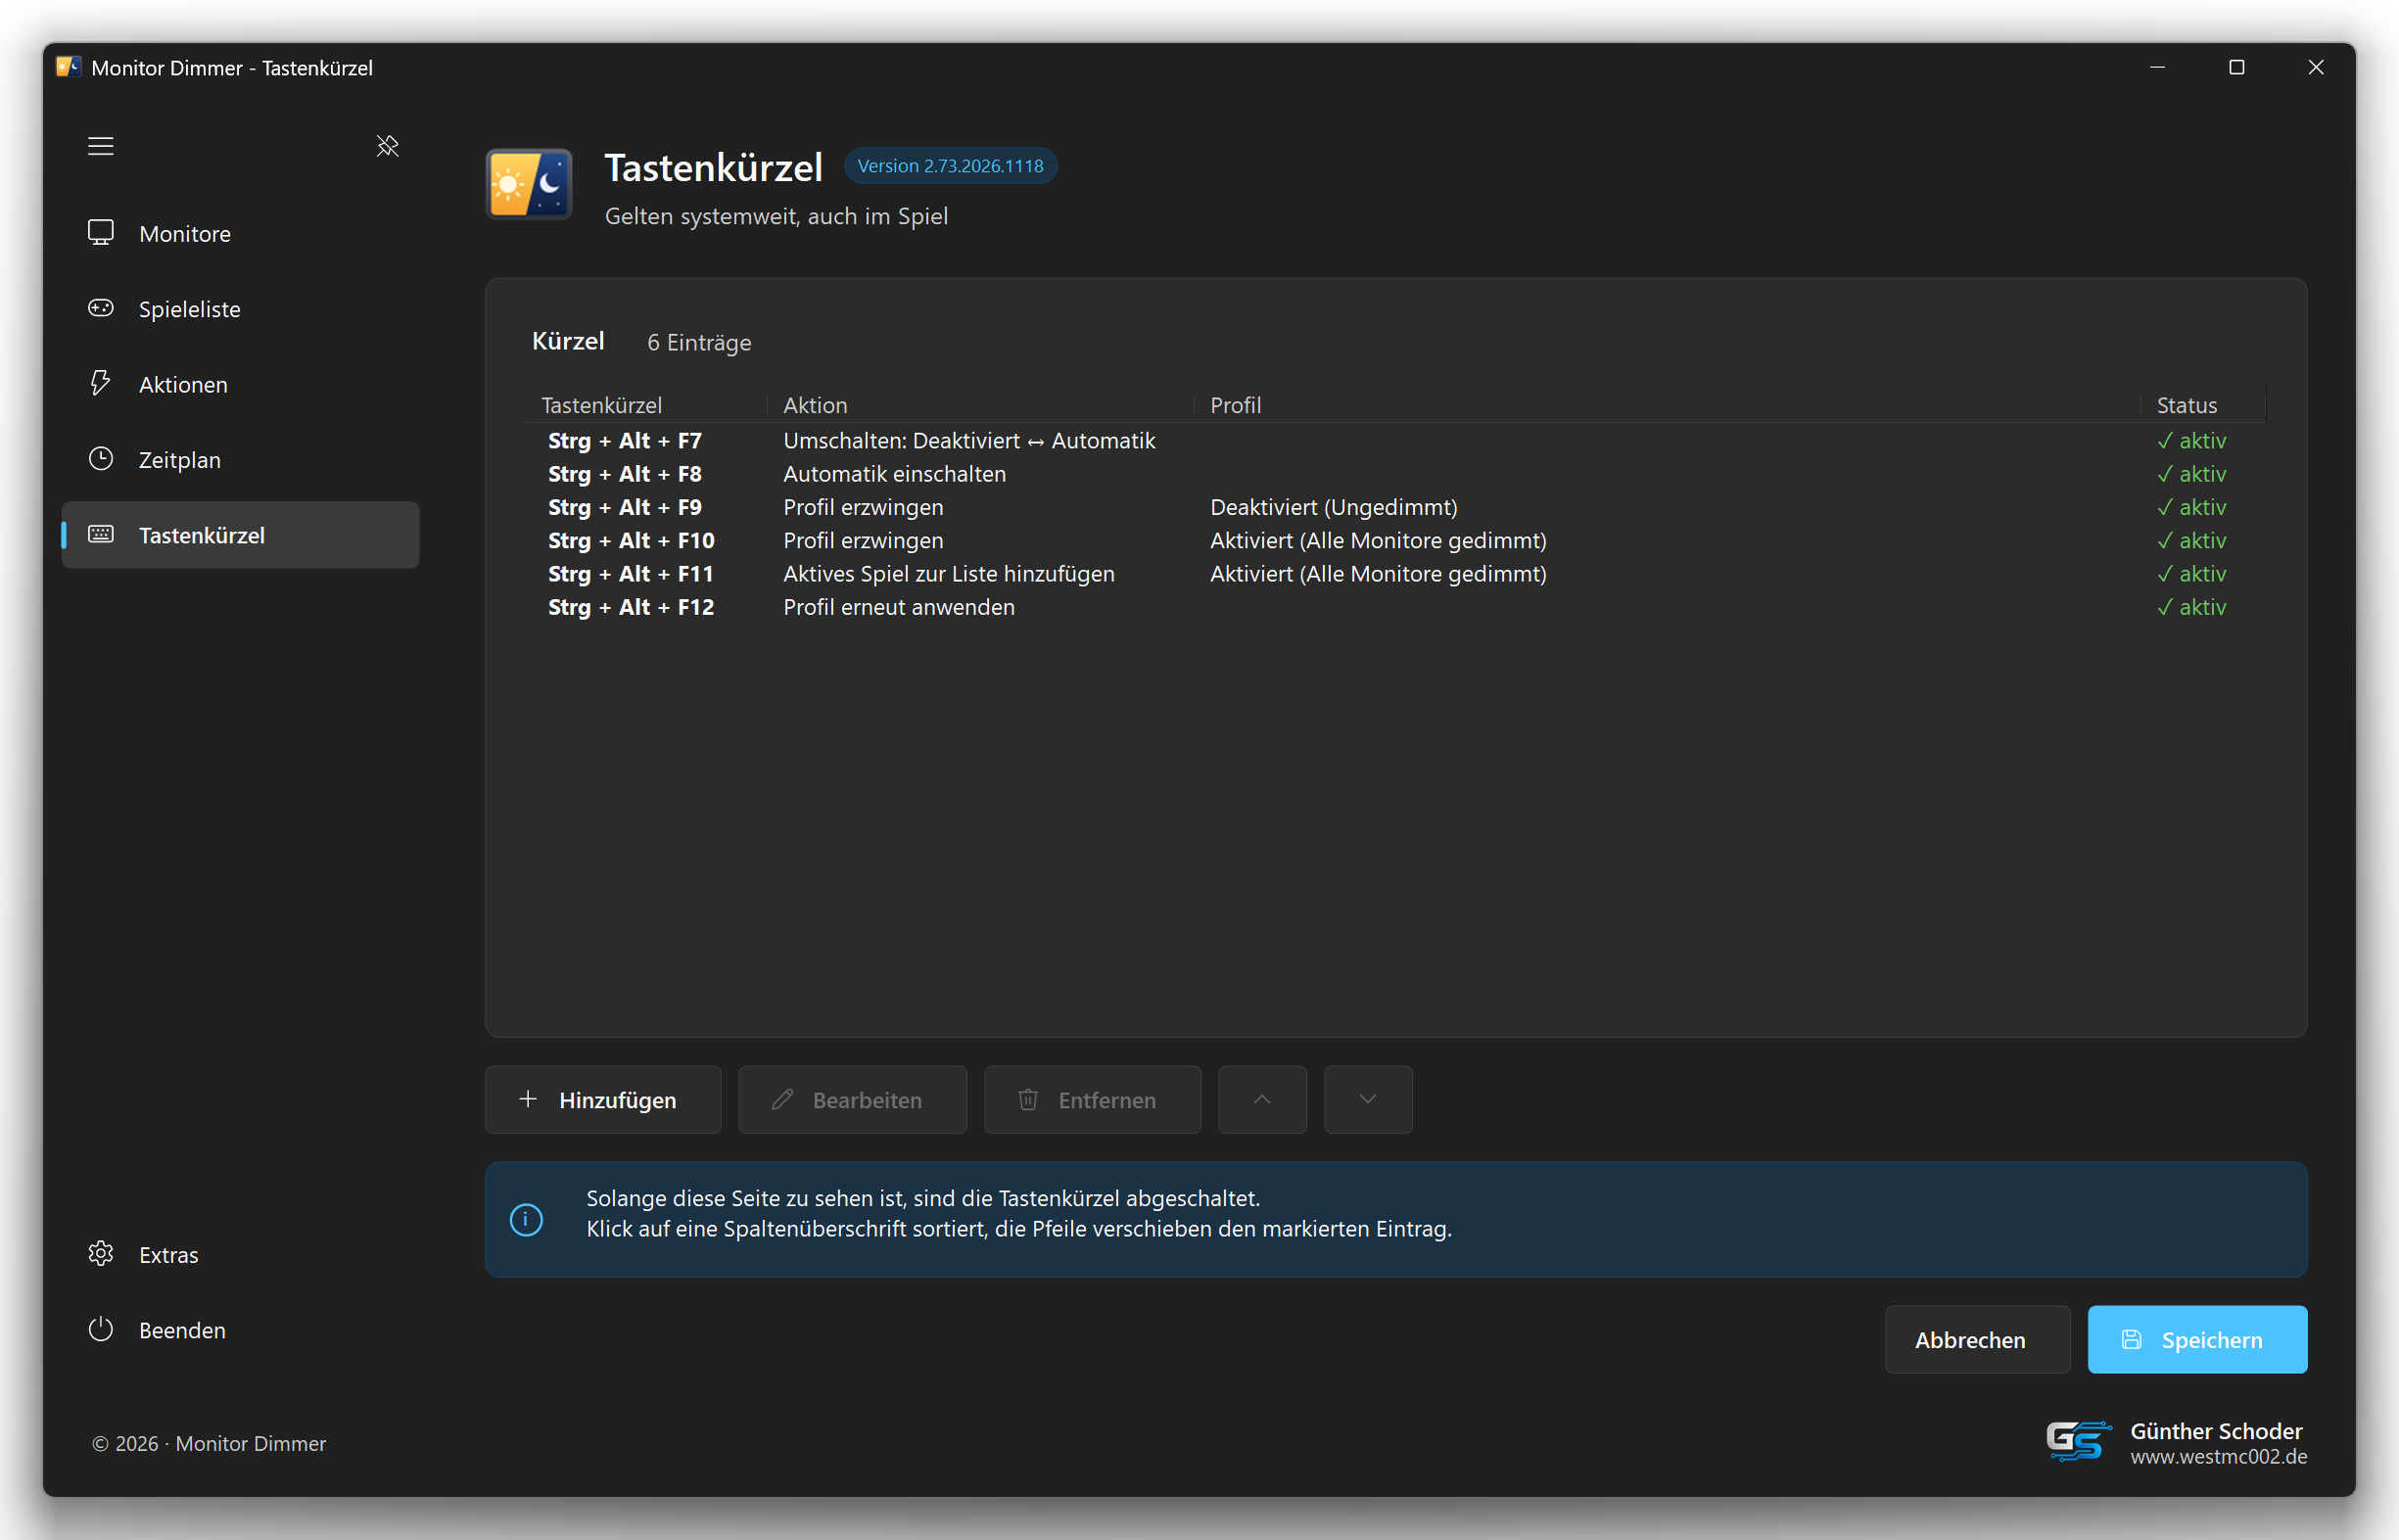 Monitor Dimmer - Tastenkürzel
Tastenkürzel
Version 2.73.2026.1118
Gelten systemweit, auch im Spiel
Monitore
Spieleliste
Aktionen
Zeitplan
Tastenkürzel
Kürzel 6 Einträge
Tastenkürzel Aktion Profil Status
Strg + Alt + F7 Umschalten: Deaktiviert ↔ Automatik ✓ aktiv
Strg + Alt + F8 Automatik einschalten ✓ aktiv
Strg + Alt + F9 Profil erzwingen Deaktiviert (Ungedimmt) ✓ aktiv
Strg + Alt + F10 Profil erzwingen Aktiviert (Alle Monitore gedimmt) ✓ aktiv
Strg + Alt + F11 Aktives Spiel zur Liste hinzufügen Aktiviert (Alle Monitore gedimmt) ✓ aktiv
Strg + Alt + F12 Profil erneut anwenden ✓ aktiv
Hinzufügen Bearbeiten Entfernen
Solange diese Seite zu sehen ist, sind die Tastenkürzel abgeschaltet.
Klick auf eine Spaltenüberschrift sortiert, die Pfeile verschieben den markierten Eintrag.
Extras
Beenden
Abbrechen Speichern
© 2026 · Monitor Dimmer
GS
Günther Schoder
www.westmc002.de